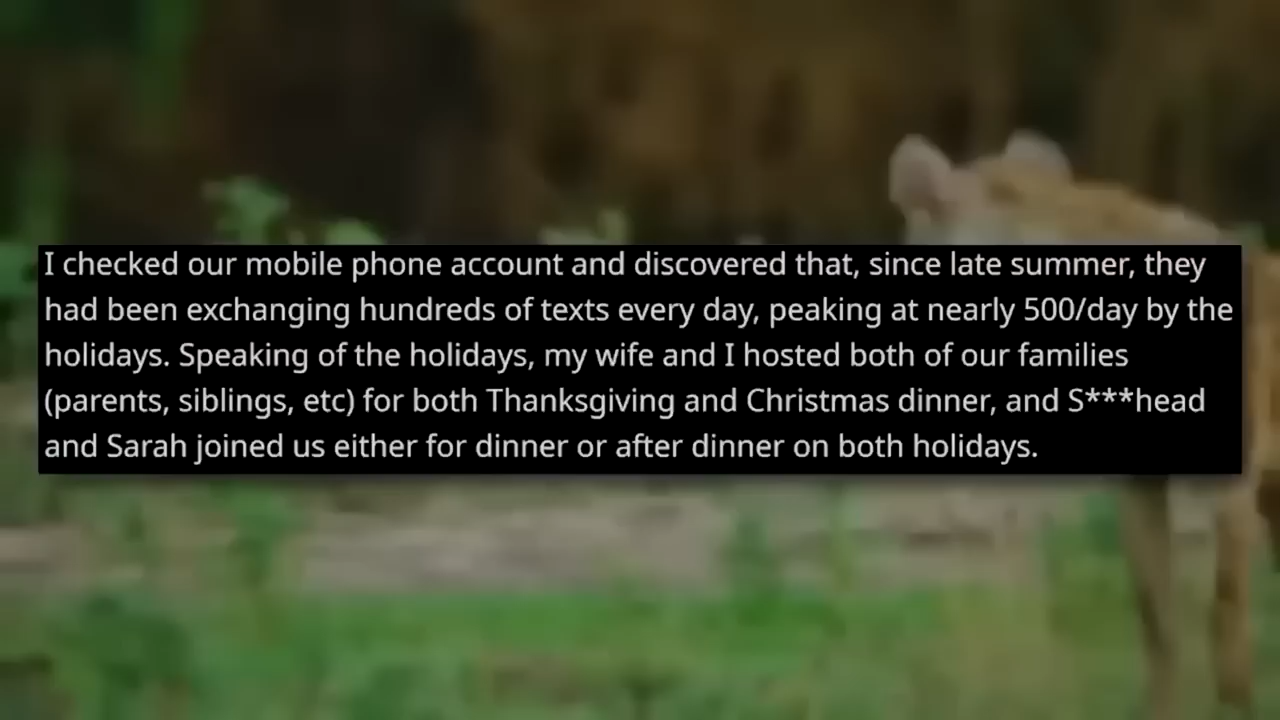 I checked our mobile phone account and discovered that, since late summer, they
had been exchanging hundreds of texts every day, peaking at nearly 500/day by the
holidays. Speaking of the holidays, my wife and I hosted both of our families
(parents, siblings, etc) for both Thanksgiving and Christmas dinner, and S***head
and Sarah joined us either for dinner or after dinner on both holidays.